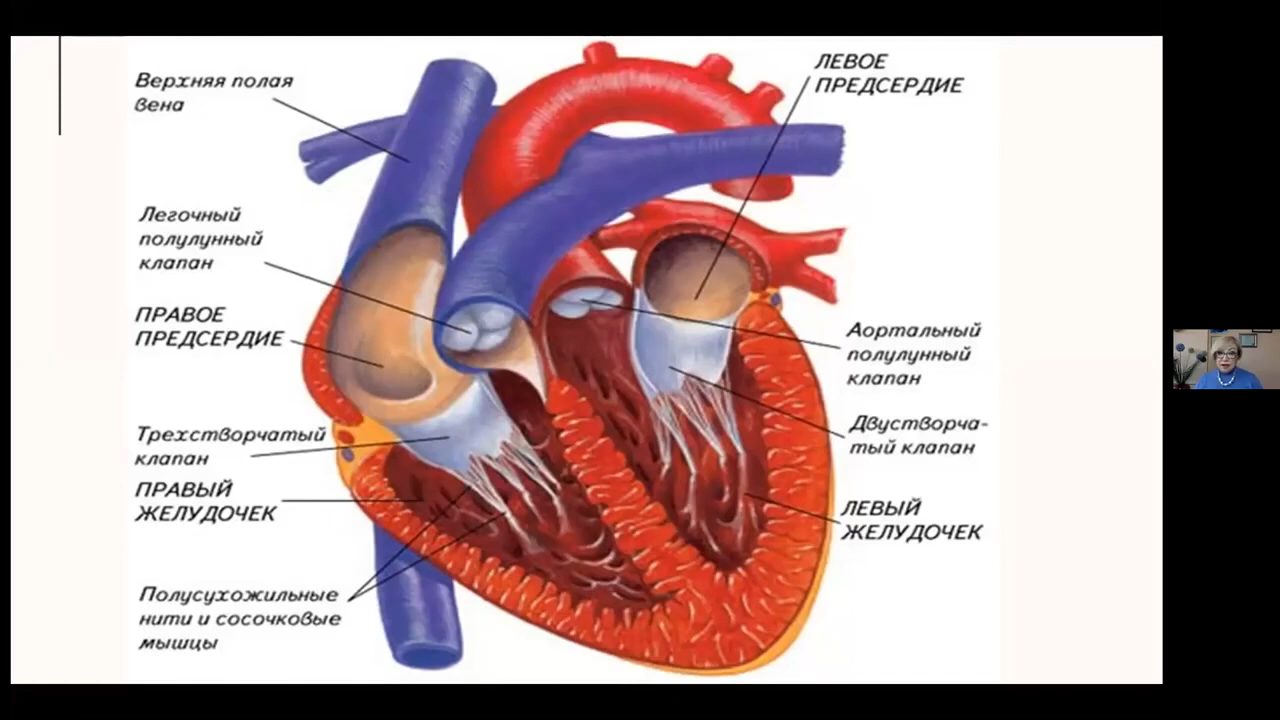 Верхняя полая
вена
Легочный
полулунный
клапан
ПРАВОЕ
ПРЕДСЕРДИЕ
Трехстворчатый
клапан
ПРАВЫЙ
ЖЕЛУДОЧЕК
Полусухожильные
нити и сосочковые
мышцы
ЛЕВОЕ
ПРЕДСЕРДИЕ
Аортальный
полулунный
клапан
Двустворча-
тый клапан
ЛЕВЫЙ
ЖЕЛУДОЧЕК